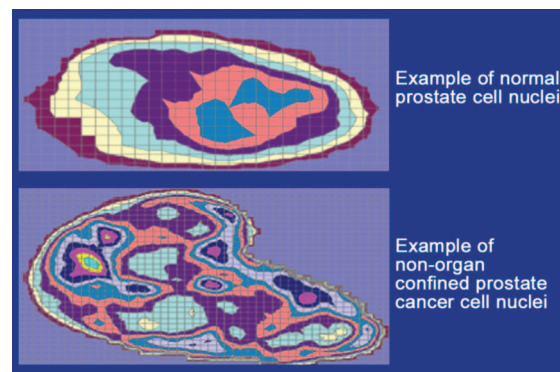 Example of normal
prostate cell nuclei
Example of
non-organ
confined prostate
cancer cell nuclei